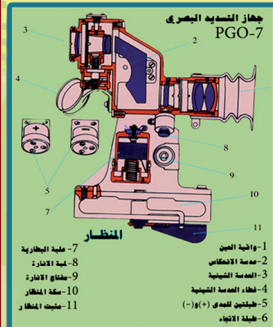 جهاز التسديد البصري
PGO-7
3
2
4
1
5
7
8
9
10
11
المنظار
1- واقية العين
2- عدسة الانعكاس
3- العدسة الشيئية
4- غطاء العدسة الشيئية
5- طبلتين للمدى (+) و(-)
6- طبلة الاتجاه
7- علبة البطارية
8- لمبة الانارة
9- مفتاح الانارة
10- سكة المنظار
11- مثبت المنظار